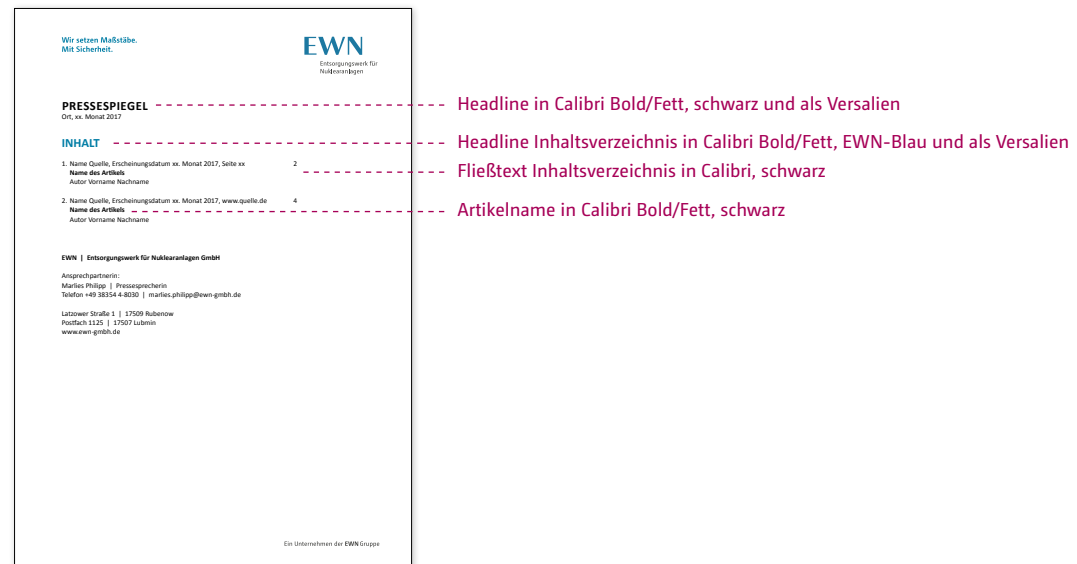 Wir setzen Maßstäbe.
Mit Sicherheit.
EWN
Entsorgungswerk für
Nuklearanlagen
PRESSESPIEGEL
Ort, xx. Monat 2017
INHALT
1. Name Quelle, Erscheinungsdatum xx. Monat 2017, Seite xx 2
Name des Artikels
Autor Vorname Nachname
2. Name Quelle, Erscheinungsdatum xx. Monat 2017, www.quelle.de 4
Name des Artikels
Autor Vorname Nachname
EWN | Entsorgungswerk für Nuklearanlagen GmbH
Ansprechpartnerin:
Marlies Philipp | Pressesprecherin
Telefon +49 38354 4-8030 | marlies.philipp@ewn-gmbh.de
Latzower Straße 1 | 17509 Rubenow
Postfach 1125 | 17507 Lubmin
www.ewn-gmbh.de
Ein Unternehmen der EWN Gruppe
Headline in Calibri Bold/Fett, schwarz und als Versalien
Headline Inhaltsverzeichnis in Calibri Bold/Fett, EWN-Blau und als Versalien
Fließtext Inhaltsverzeichnis in Calibri, schwarz
Artikelname in Calibri Bold/Fett, schwarz